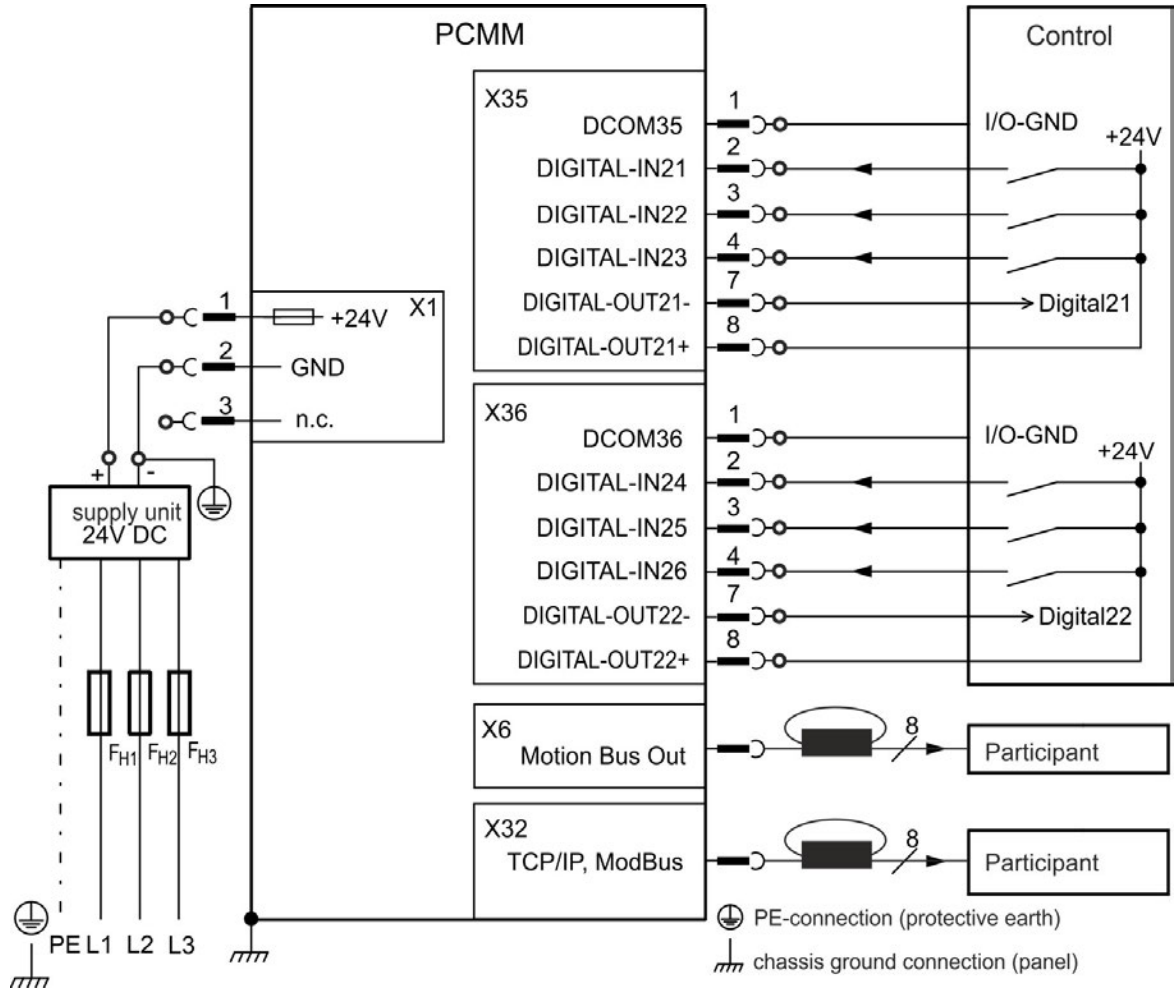 PCMM
Control
X35
DCOM35
1
I/O-GND
+24V
DIGITAL-IN21
2
DIGITAL-IN22
3
DIGITAL-IN23
4
DIGITAL-OUT21-
7
Digital21
DIGITAL-OUT21+
8
X1
1
+24V
2
GND
3
n.c.
+
-
supply unit
24V DC
X36
DCOM36
1
I/O-GND
+24V
DIGITAL-IN24
2
DIGITAL-IN25
3
DIGITAL-IN26
4
DIGITAL-OUT22-
7
Digital22
DIGITAL-OUT22+
8
FH1
FH2
FH3
X6
Motion Bus Out
8
Participant
X32
TCP/IP, ModBus
8
Participant
PE L1 L2 L3
PE-connection (protective earth)
chassis ground connection (panel)